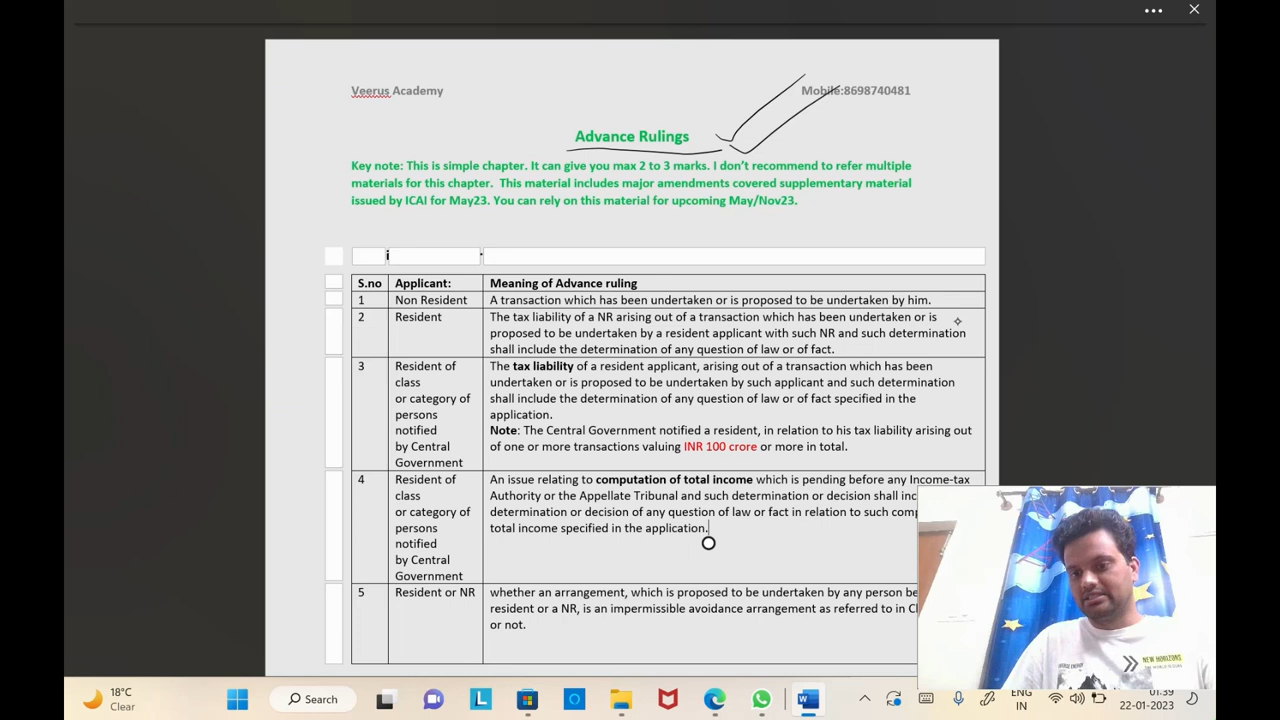 Veerus Academy Mobile:8698740481
Advance Rulings
Key note: This is simple chapter. It can give you max 2 to 3 marks. I don't recommend to refer multiple
materials for this chapter. This material includes major amendments covered supplementary material
issued by ICAI for May23. You can rely on this material for upcoming May/Nov23.
S.no Applicant: Meaning of Advance ruling
1 Non Resident A transaction which has been undertaken or is proposed to be undertaken by him.
2 Resident The tax liability of a NR arising out of a transaction which has been undertaken or is
proposed to be undertaken by a resident applicant with such NR and such determination
shall include the determination of any question of law or of fact.
3 Resident of The tax liability of a resident applicant, arising out of a transaction which has been
class undertaken or is proposed to be undertaken by such applicant and such determination
or category of shall include the determination of any question of law or of fact specified in the
persons application.
notified Note: The Central Government notified a resident, in relation to his tax liability arising out
by Central of one or more transactions valuing INR 100 crore or more in total.
Government
4 Resident of An issue relating to computation of total income which is pending before any Income-tax
class Authority or the Appellate Tribunal and such determination or decision shall inc
or category of determination or decision of any question of law or fact in relation to such comp
persons total income specified in the application.
notified
by Central
Government
5 Resident or NR whether an arrangement, which is proposed to be undertaken by any person be
resident or a NR, is an impermissible avoidance arrangement as referred to in C
or not.
NEW HORIZONS
18°C
Clear
Search
ENG
IN
01:39
22-01-2023